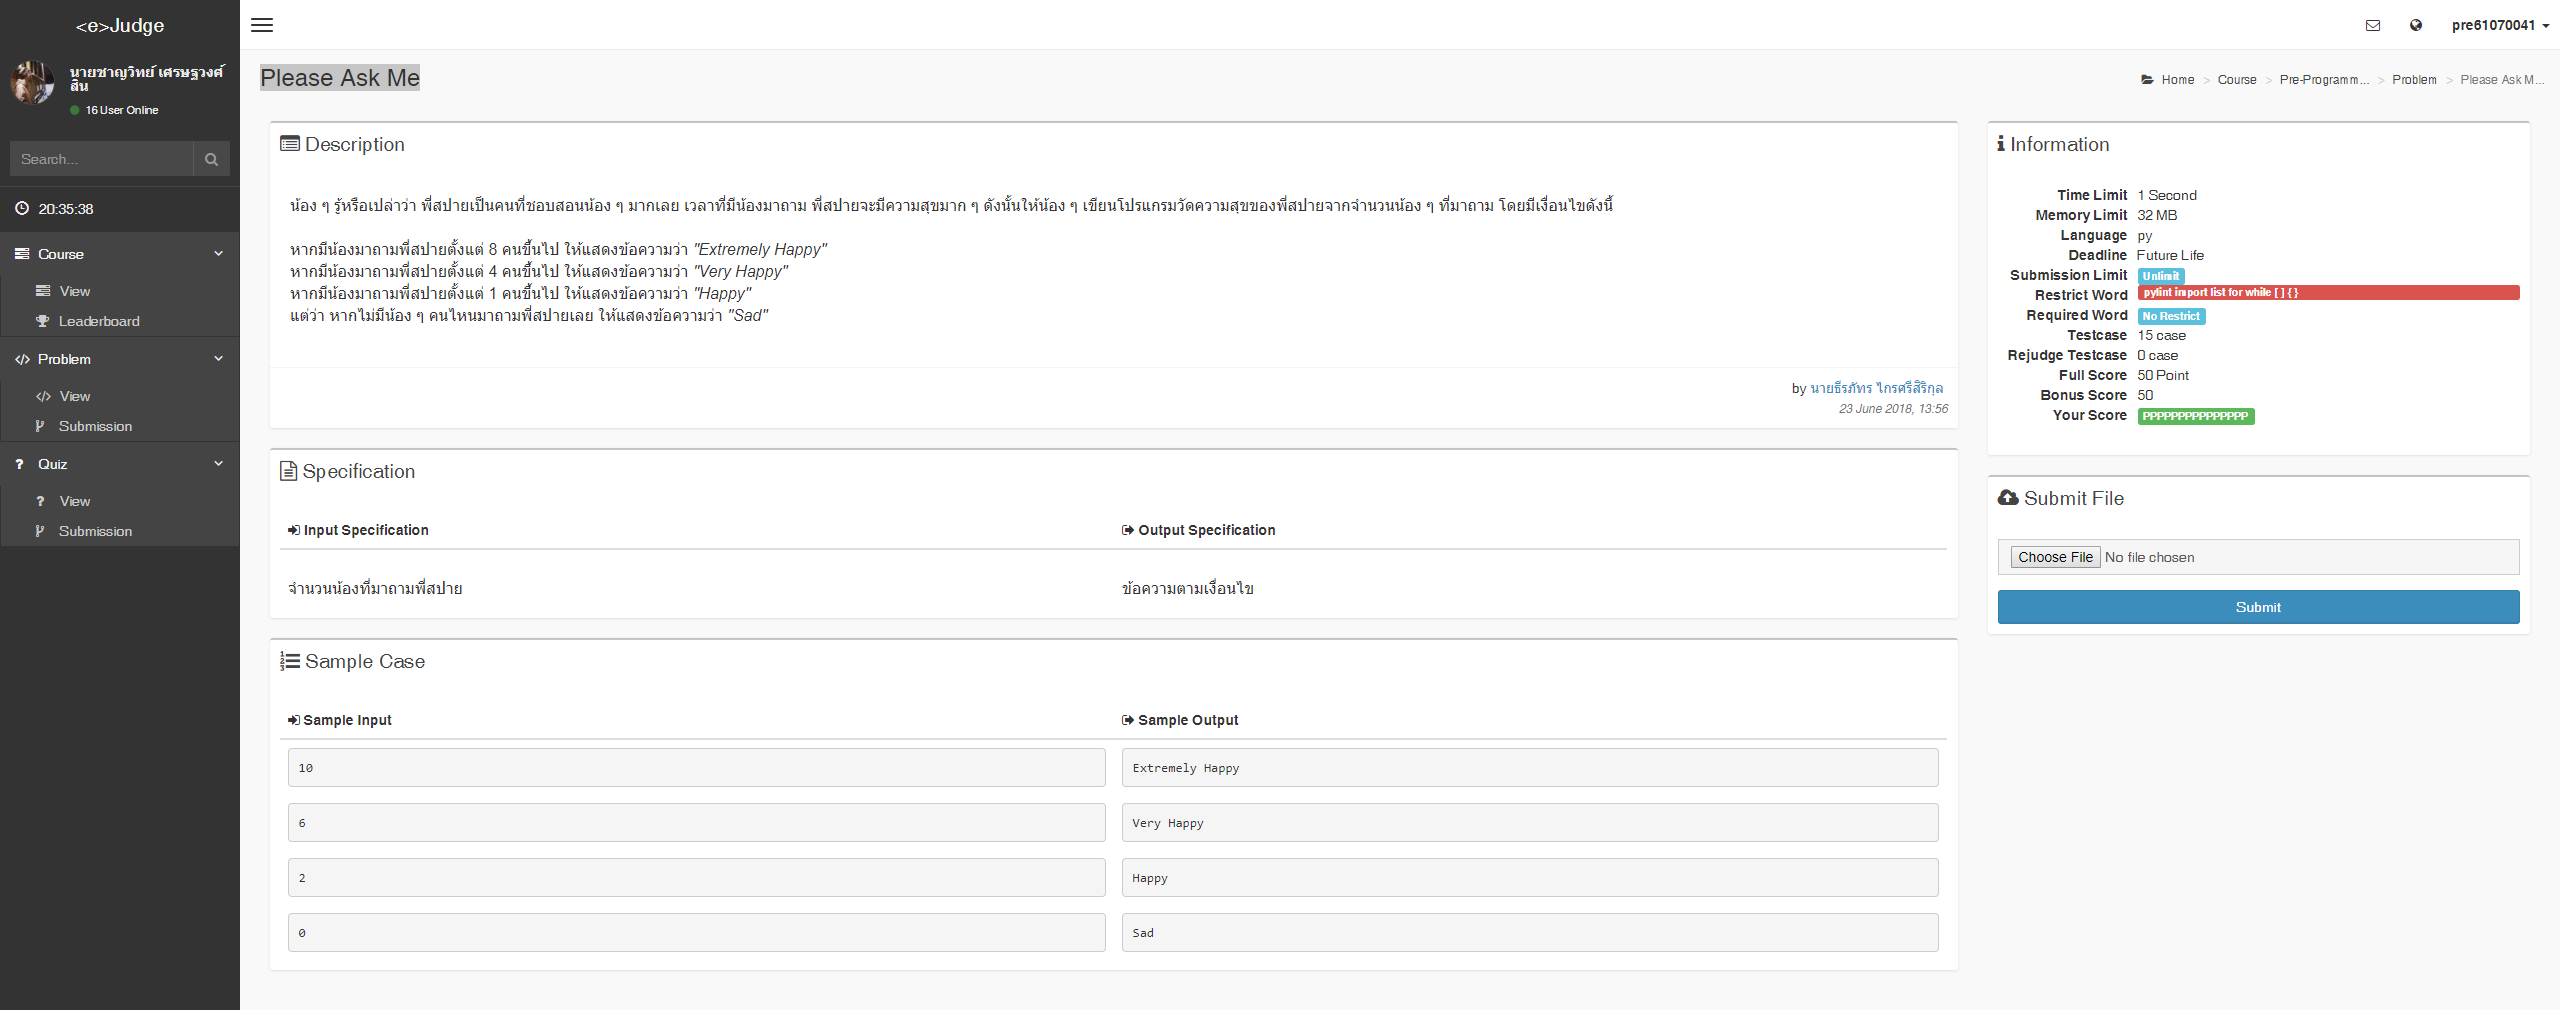 <e>Judge
นายชาญวิทย์ เศรษฐวงศ์
สิน
16 User Online
Search...
20:35:38
Course
View
Leaderboard
Problem
View
Submission
Quiz
View
Submission
pre61070041
Please Ask Me
Home > Course > Pre-Programm... > Problem > Please Ask M...
Description
น้อง ๆ รู้หรือเปล่าว่า พี่สปายเป็นคนที่ชอบสอนน้อง ๆ มากเลย เวลาที่มีน้องมาถาม พี่สปายจะมีความสุขมาก ๆ ดังนั้นให้น้อง ๆ เขียนโปรแกรมวัดความสุขของพี่สปายจากจำนวนน้อง ๆ ที่มาถาม โดยมีเงื่อนไขดังนี้
หากมีน้องมาถามพี่สปายตั้งแต่ 8 คนขึ้นไป ให้แสดงข้อความว่า "Extremely Happy"
หากมีน้องมาถามพี่สปายตั้งแต่ 4 คนขึ้นไป ให้แสดงข้อความว่า "Very Happy"
หากมีน้องมาถามพี่สปายตั้งแต่ 1 คนขึ้นไป ให้แสดงข้อความว่า "Happy"
แต่ว่า หากไม่มีน้อง ๆ คนไหนมาถามพี่สปายเลย ให้แสดงข้อความว่า "Sad"
by นายธีรภัทร ไกรศรีสิริกุล
23 June 2018, 13:56
Specification
Input Specification
Output Specification
จำนวนน้องที่มาถามพี่สปาย
ข้อความตามเงื่อนไข
Sample Case
Sample Input
Sample Output
10
Extremely Happy
6
Very Happy
2
Happy
0
Sad
Information
Time Limit 1 Second
Memory Limit 32 MB
Language py
Deadline Future Life
Submission Limit Unlimit
Restrict Word pylint import list for while [ ] { }
Required Word No Restrict
Testcase 15 case
Rejudge Testcase 0 case
Full Score 50 Point
Bonus Score 50
Your Score PPPPPPPPPPPPPPP
Submit File
Choose File No file chosen
Submit